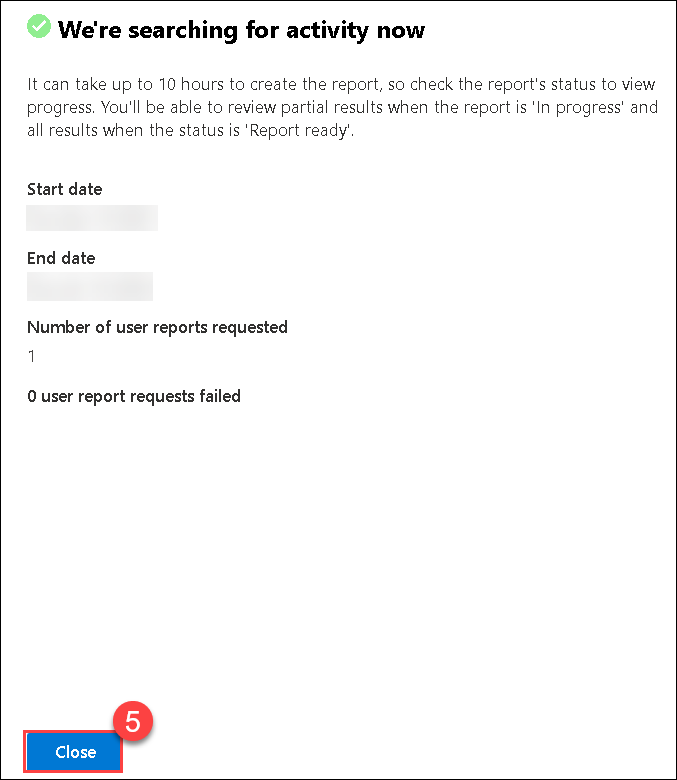 We're searching for activity now
It can take up to 10 hours to create the report, so check the report's status to view
progress. You'll be able to review partial results when the report is 'In progress' and
all results when the status is 'Report ready'.
Start date
End date
Number of user reports requested
1
0 user report requests failed
5
Close